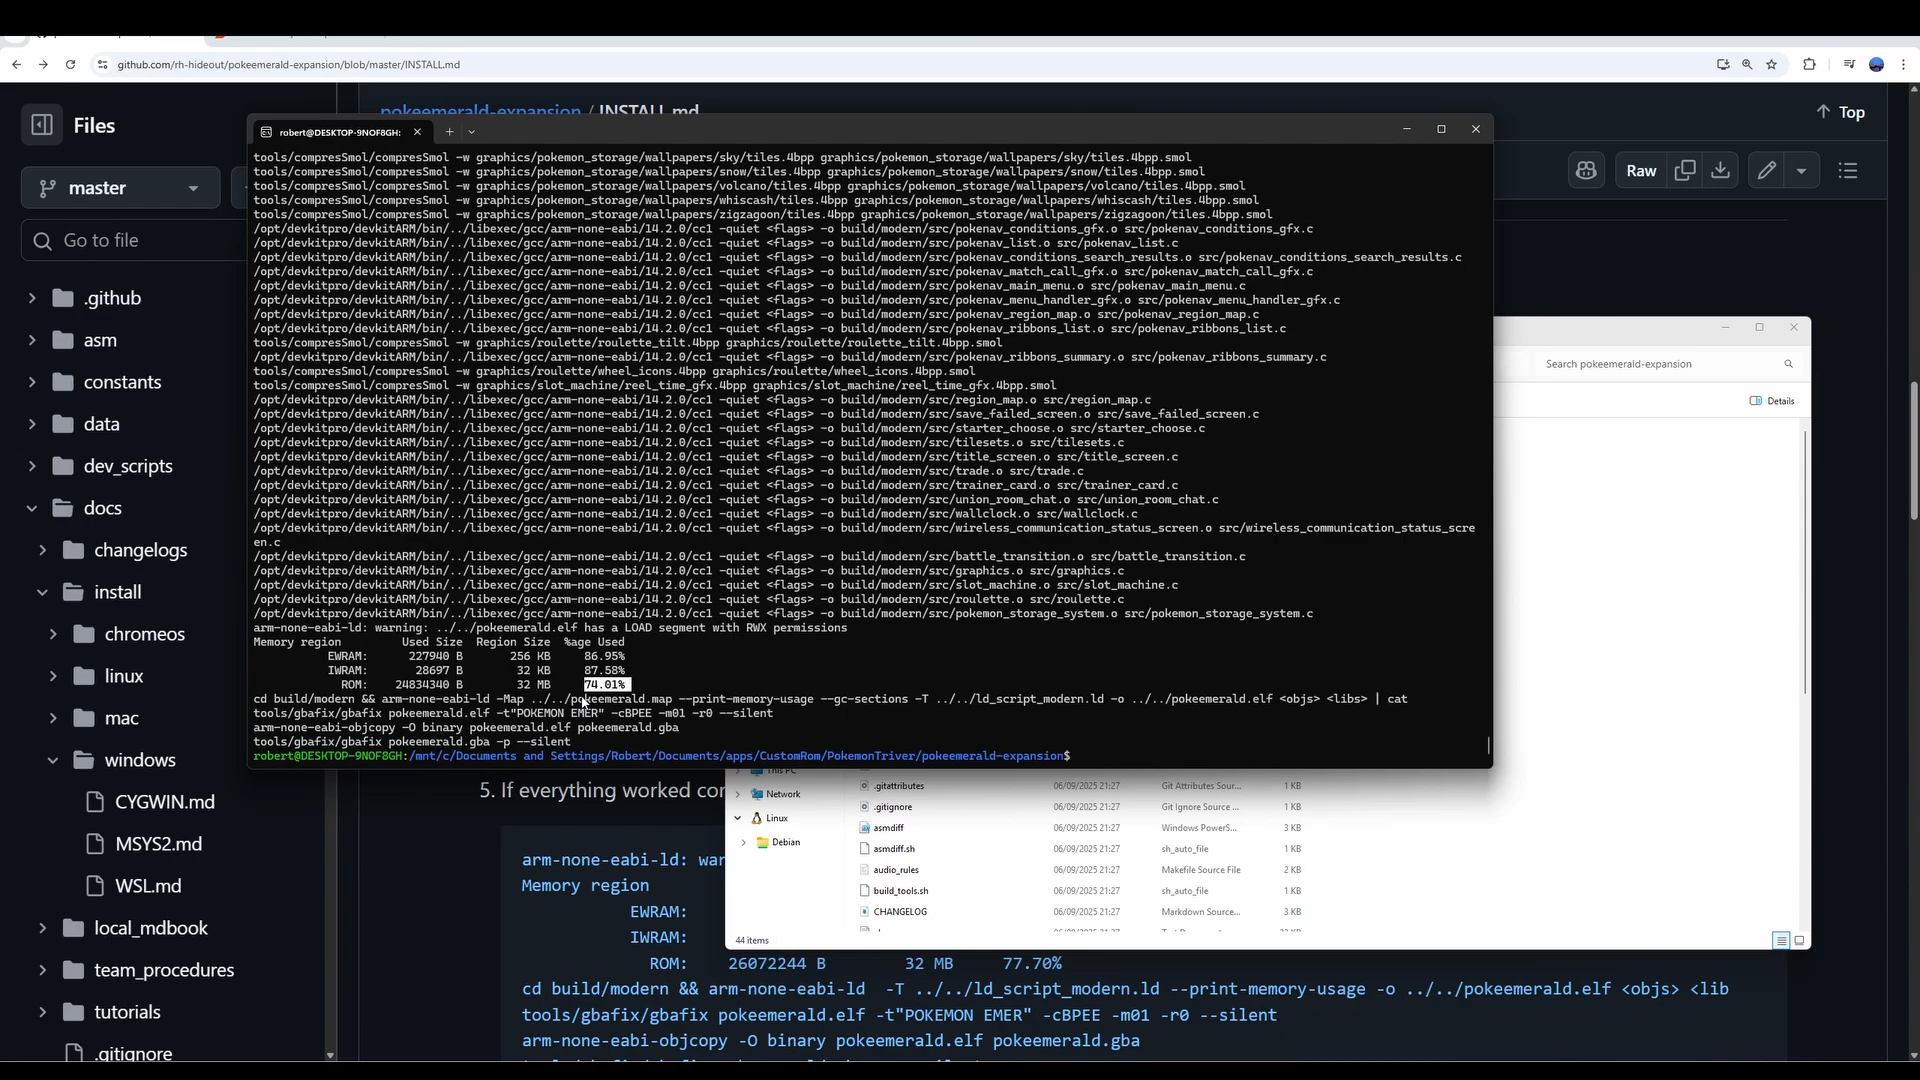 github.com/rh-hideout/pokeemerald-expansion/blob/master/INSTALL.md
Files
pokeemerald-expansion / INSTALL.md
Top
master
Raw
Go to file
.github
asm
constants
data
dev_scripts
docs
changelogs
install
chromeos
linux
mac
windows
CYGWIN.md
MSYS2.md
WSL.md
local_mdbook
team_procedures
tutorials
.gitignore
robert@DESKTOP-9NOF8GH:
tools/compresSmol/compresSmol -w graphics/pokemon_storage/wallpapers/sky/tiles.4bpp graphics/pokemon_storage/wallpapers/sky/tiles.4bpp.smol
tools/compresSmol/compresSmol -w graphics/pokemon_storage/wallpapers/snow/tiles.4bpp graphics/pokemon_storage/wallpapers/snow/tiles.4bpp.smol
tools/compresSmol/compresSmol -w graphics/pokemon_storage/wallpapers/volcano/tiles.4bpp graphics/pokemon_storage/wallpapers/volcano/tiles.4bpp.smol
tools/compresSmol/compresSmol -w graphics/pokemon_storage/wallpapers/whiscash/tiles.4bpp graphics/pokemon_storage/wallpapers/whiscash/tiles.4bpp.smol
tools/compresSmol/compresSmol -w graphics/pokemon_storage/wallpapers/zigzagoon/tiles.4bpp graphics/pokemon_storage/wallpapers/zigzagoon/tiles.4bpp.smol
/opt/devkitpro/devkitARM/bin/../libexec/gcc/arm-none-eabi/14.2.0/cc1 -quiet <flags> -o build/modern/src/pokenav_conditions_gfx.o src/pokenav_conditions_gfx.c
/opt/devkitpro/devkitARM/bin/../libexec/gcc/arm-none-eabi/14.2.0/cc1 -quiet <flags> -o build/modern/src/pokenav_list.o src/pokenav_list.c
/opt/devkitpro/devkitARM/bin/../libexec/gcc/arm-none-eabi/14.2.0/cc1 -quiet <flags> -o build/modern/src/pokenav_conditions_search_results.o src/pokenav_conditions_search_results.c
/opt/devkitpro/devkitARM/bin/../libexec/gcc/arm-none-eabi/14.2.0/cc1 -quiet <flags> -o build/modern/src/pokenav_match_call_gfx.o src/pokenav_match_call_gfx.c
/opt/devkitpro/devkitARM/bin/../libexec/gcc/arm-none-eabi/14.2.0/cc1 -quiet <flags> -o build/modern/src/pokenav_main_menu.o src/pokenav_main_menu.c
/opt/devkitpro/devkitARM/bin/../libexec/gcc/arm-none-eabi/14.2.0/cc1 -quiet <flags> -o build/modern/src/pokenav_menu_handler_gfx.o src/pokenav_menu_handler_gfx.c
/opt/devkitpro/devkitARM/bin/../libexec/gcc/arm-none-eabi/14.2.0/cc1 -quiet <flags> -o build/modern/src/pokenav_region_map.o src/pokenav_region_map.c
/opt/devkitpro/devkitARM/bin/../libexec/gcc/arm-none-eabi/14.2.0/cc1 -quiet <flags> -o build/modern/src/pokenav_ribbons_list.o src/pokenav_ribbons_list.c
tools/compresSmol/compresSmol -w graphics/roulette/roulette_tilt.4bpp graphics/roulette/roulette_tilt.4bpp.smol
/opt/devkitpro/devkitARM/bin/../libexec/gcc/arm-none-eabi/14.2.0/cc1 -quiet <flags> -o build/modern/src/pokenav_ribbons_summary.o src/pokenav_ribbons_summary.c
tools/compresSmol/compresSmol -w graphics/roulette/wheel_icons.4bpp graphics/roulette/wheel_icons.4bpp.smol
tools/compresSmol/compresSmol -w graphics/slot_machine/reel_time_gfx.4bpp graphics/slot_machine/reel_time_gfx.4bpp.smol
/opt/devkitpro/devkitARM/bin/../libexec/gcc/arm-none-eabi/14.2.0/cc1 -quiet <flags> -o build/modern/src/region_map.o src/region_map.c
/opt/devkitpro/devkitARM/bin/../libexec/gcc/arm-none-eabi/14.2.0/cc1 -quiet <flags> -o build/modern/src/save_failed_screen.o src/save_failed_screen.c
/opt/devkitpro/devkitARM/bin/../libexec/gcc/arm-none-eabi/14.2.0/cc1 -quiet <flags> -o build/modern/src/starter_choose.o src/starter_choose.c
/opt/devkitpro/devkitARM/bin/../libexec/gcc/arm-none-eabi/14.2.0/cc1 -quiet <flags> -o build/modern/src/tilesets.o src/tilesets.c
/opt/devkitpro/devkitARM/bin/../libexec/gcc/arm-none-eabi/14.2.0/cc1 -quiet <flags> -o build/modern/src/title_screen.o src/title_screen.c
/opt/devkitpro/devkitARM/bin/../libexec/gcc/arm-none-eabi/14.2.0/cc1 -quiet <flags> -o build/modern/src/trade.o src/trade.c
/opt/devkitpro/devkitARM/bin/../libexec/gcc/arm-none-eabi/14.2.0/cc1 -quiet <flags> -o build/modern/src/trainer_card.o src/trainer_card.c
/opt/devkitpro/devkitARM/bin/../libexec/gcc/arm-none-eabi/14.2.0/cc1 -quiet <flags> -o build/modern/src/union_room_chat.o src/union_room_chat.c
/opt/devkitpro/devkitARM/bin/../libexec/gcc/arm-none-eabi/14.2.0/cc1 -quiet <flags> -o build/modern/src/wallclock.o src/wallclock.c
/opt/devkitpro/devkitARM/bin/../libexec/gcc/arm-none-eabi/14.2.0/cc1 -quiet <flags> -o build/modern/src/wireless_communication_status_screen.o src/wireless_communication_status_scre
en.c
/opt/devkitpro/devkitARM/bin/../libexec/gcc/arm-none-eabi/14.2.0/cc1 -quiet <flags> -o build/modern/src/battle_transition.o src/battle_transition.c
/opt/devkitpro/devkitARM/bin/../libexec/gcc/arm-none-eabi/14.2.0/cc1 -quiet <flags> -o build/modern/src/graphics.o src/graphics.c
/opt/devkitpro/devkitARM/bin/../libexec/gcc/arm-none-eabi/14.2.0/cc1 -quiet <flags> -o build/modern/src/slot_machine.o src/slot_machine.c
/opt/devkitpro/devkitARM/bin/../libexec/gcc/arm-none-eabi/14.2.0/cc1 -quiet <flags> -o build/modern/src/roulette.o src/roulette.c
/opt/devkitpro/devkitARM/bin/../libexec/gcc/arm-none-eabi/14.2.0/cc1 -quiet <flags> -o build/modern/src/pokemon_storage_system.o src/pokemon_storage_system.c
arm-none-eabi-ld: warning: ../../pokeemerald.elf has a LOAD segment with RWX permissions
Memory region Used Size Region Size %age Used
EWRAM: 227940 B 256 KB 86.95%
IWRAM: 28697 B 32 KB 87.58%
ROM: 24834340 B 32 MB 74.01%
cd build/modern && arm-none-eabi-ld -Map ../../pokeemerald.map --print-memory-usage --gc-sections -T ../../ld_script_modern.ld -o ../../pokeemerald.elf <objs> <libs> | cat
tools/gbafix/gbafix pokeemerald.elf -t"POKEMON EMER" -cBPEE -m01 -r0 --silent
arm-none-eabi-objcopy -O binary pokeemerald.elf pokeemerald.gba
tools/gbafix/gbafix pokeemerald.gba -p --silent
robert@DESKTOP-9NOF8GH:/mnt/c/Documents and Settings/Robert/Documents/apps/CustomRom/PokemonTriver/pokeemerald-expansion$
Search pokeemerald-expansion
Details
This PC
Network
Linux
Debian
.gitattributes 06/09/2025 21:27 Git Attributes Sour... 1 KB
.gitignore 06/09/2025 21:27 Git Ignore Source ... 1 KB
asmdiff 06/09/2025 21:27 Windows PowerS... 3 KB
asmdiff.sh 06/09/2025 21:27 sh_auto_file 1 KB
audio_rules 06/09/2025 21:27 Makefile Source File 2 KB
build_tools.sh 06/09/2025 21:27 sh_auto_file 1 KB
CHANGELOG 06/09/2025 21:27 Markdown Source... 3 KB
44 items
5. If everything worked cor
arm-none-eabi-ld: war
Memory region
EWRAM:
IWRAM:
ROM: 26072244 B 32 MB 77.70%
cd build/modern && arm-none-eabi-ld -T ../../ld_script_modern.ld --print-memory-usage -o ../../pokeemerald.elf <objs> <lib
tools/gbafix/gbafix pokeemerald.elf -t"POKEMON EMER" -cBPEE -m01 -r0 --silent
arm-none-eabi-objcopy -O binary pokeemerald.elf pokeemerald.gba